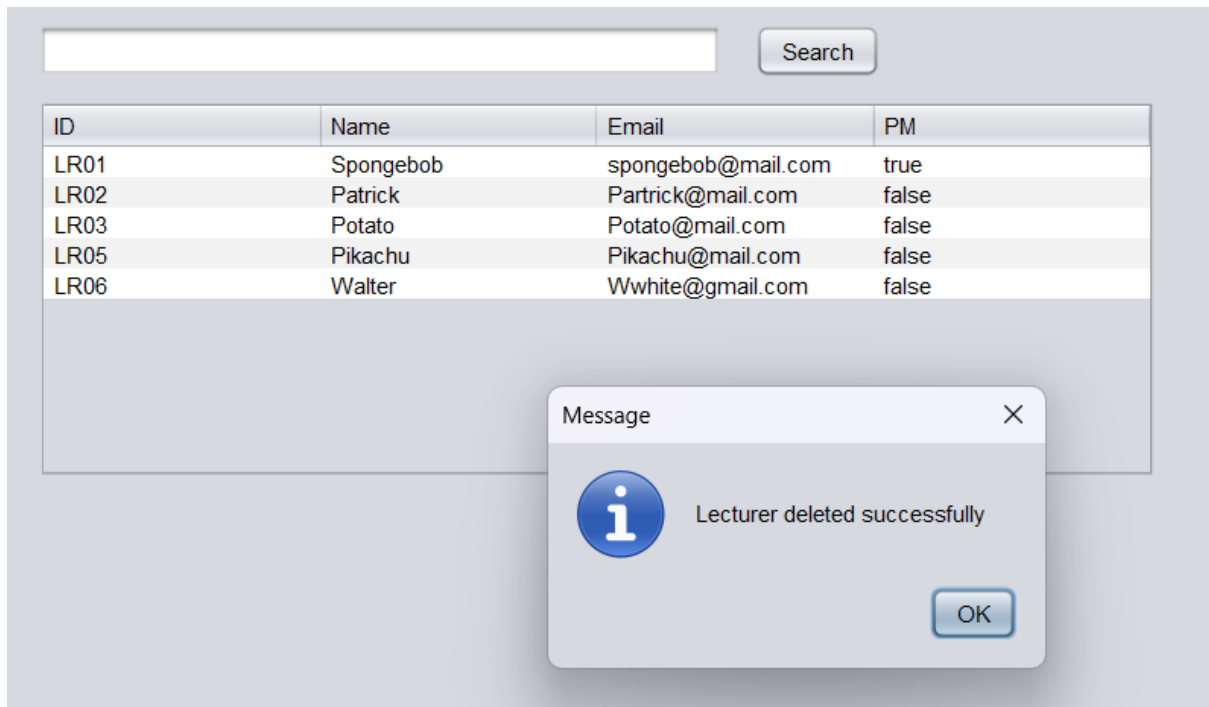 Search
ID Name Email PM
LR01 Spongebob spongebob@mail.com true
LR02 Patrick Partrick@mail.com false
LR03 Potato Potato@mail.com false
LR05 Pikachu Pikachu@mail.com false
LR06 Walter Wwhite@gmail.com false
Message
Lecturer deleted successfully
OK